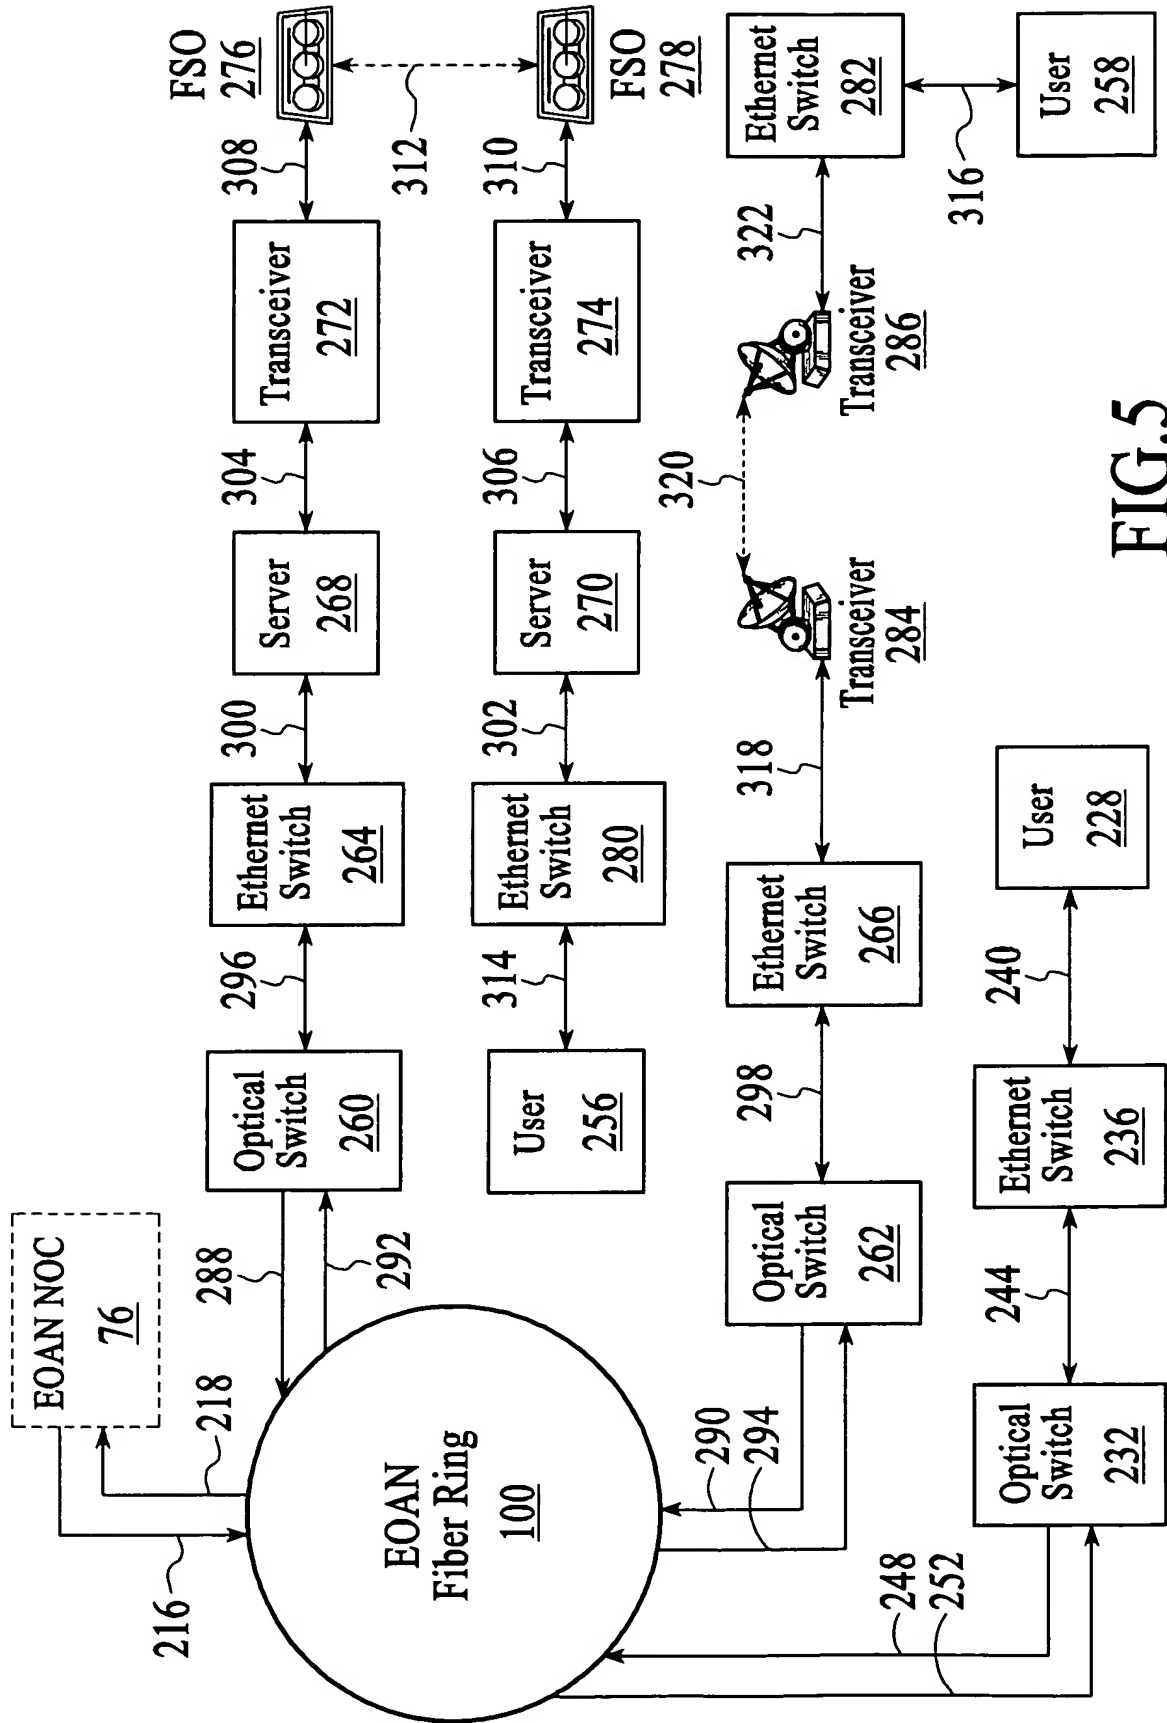 EOAN NOC
76
216
218
EOAN
Fiber Ring
100
288
292
Optical
Switch
260
296
Ethernet
Switch
264
300
Server
268
304
Transceiver
272
308
FSO
276
312
User
256
314
Ethernet
Switch
280
302
Server
270
306
Transceiver
274
310
FSO
278
290
294
Optical
Switch
262
298
Ethernet
Switch
266
318
Transceiver
284
320
Transceiver
286
322
Ethernet
Switch
282
316
User
258
248
252
Optical
Switch
232
244
Ethernet
Switch
236
240
User
228
FIG.5